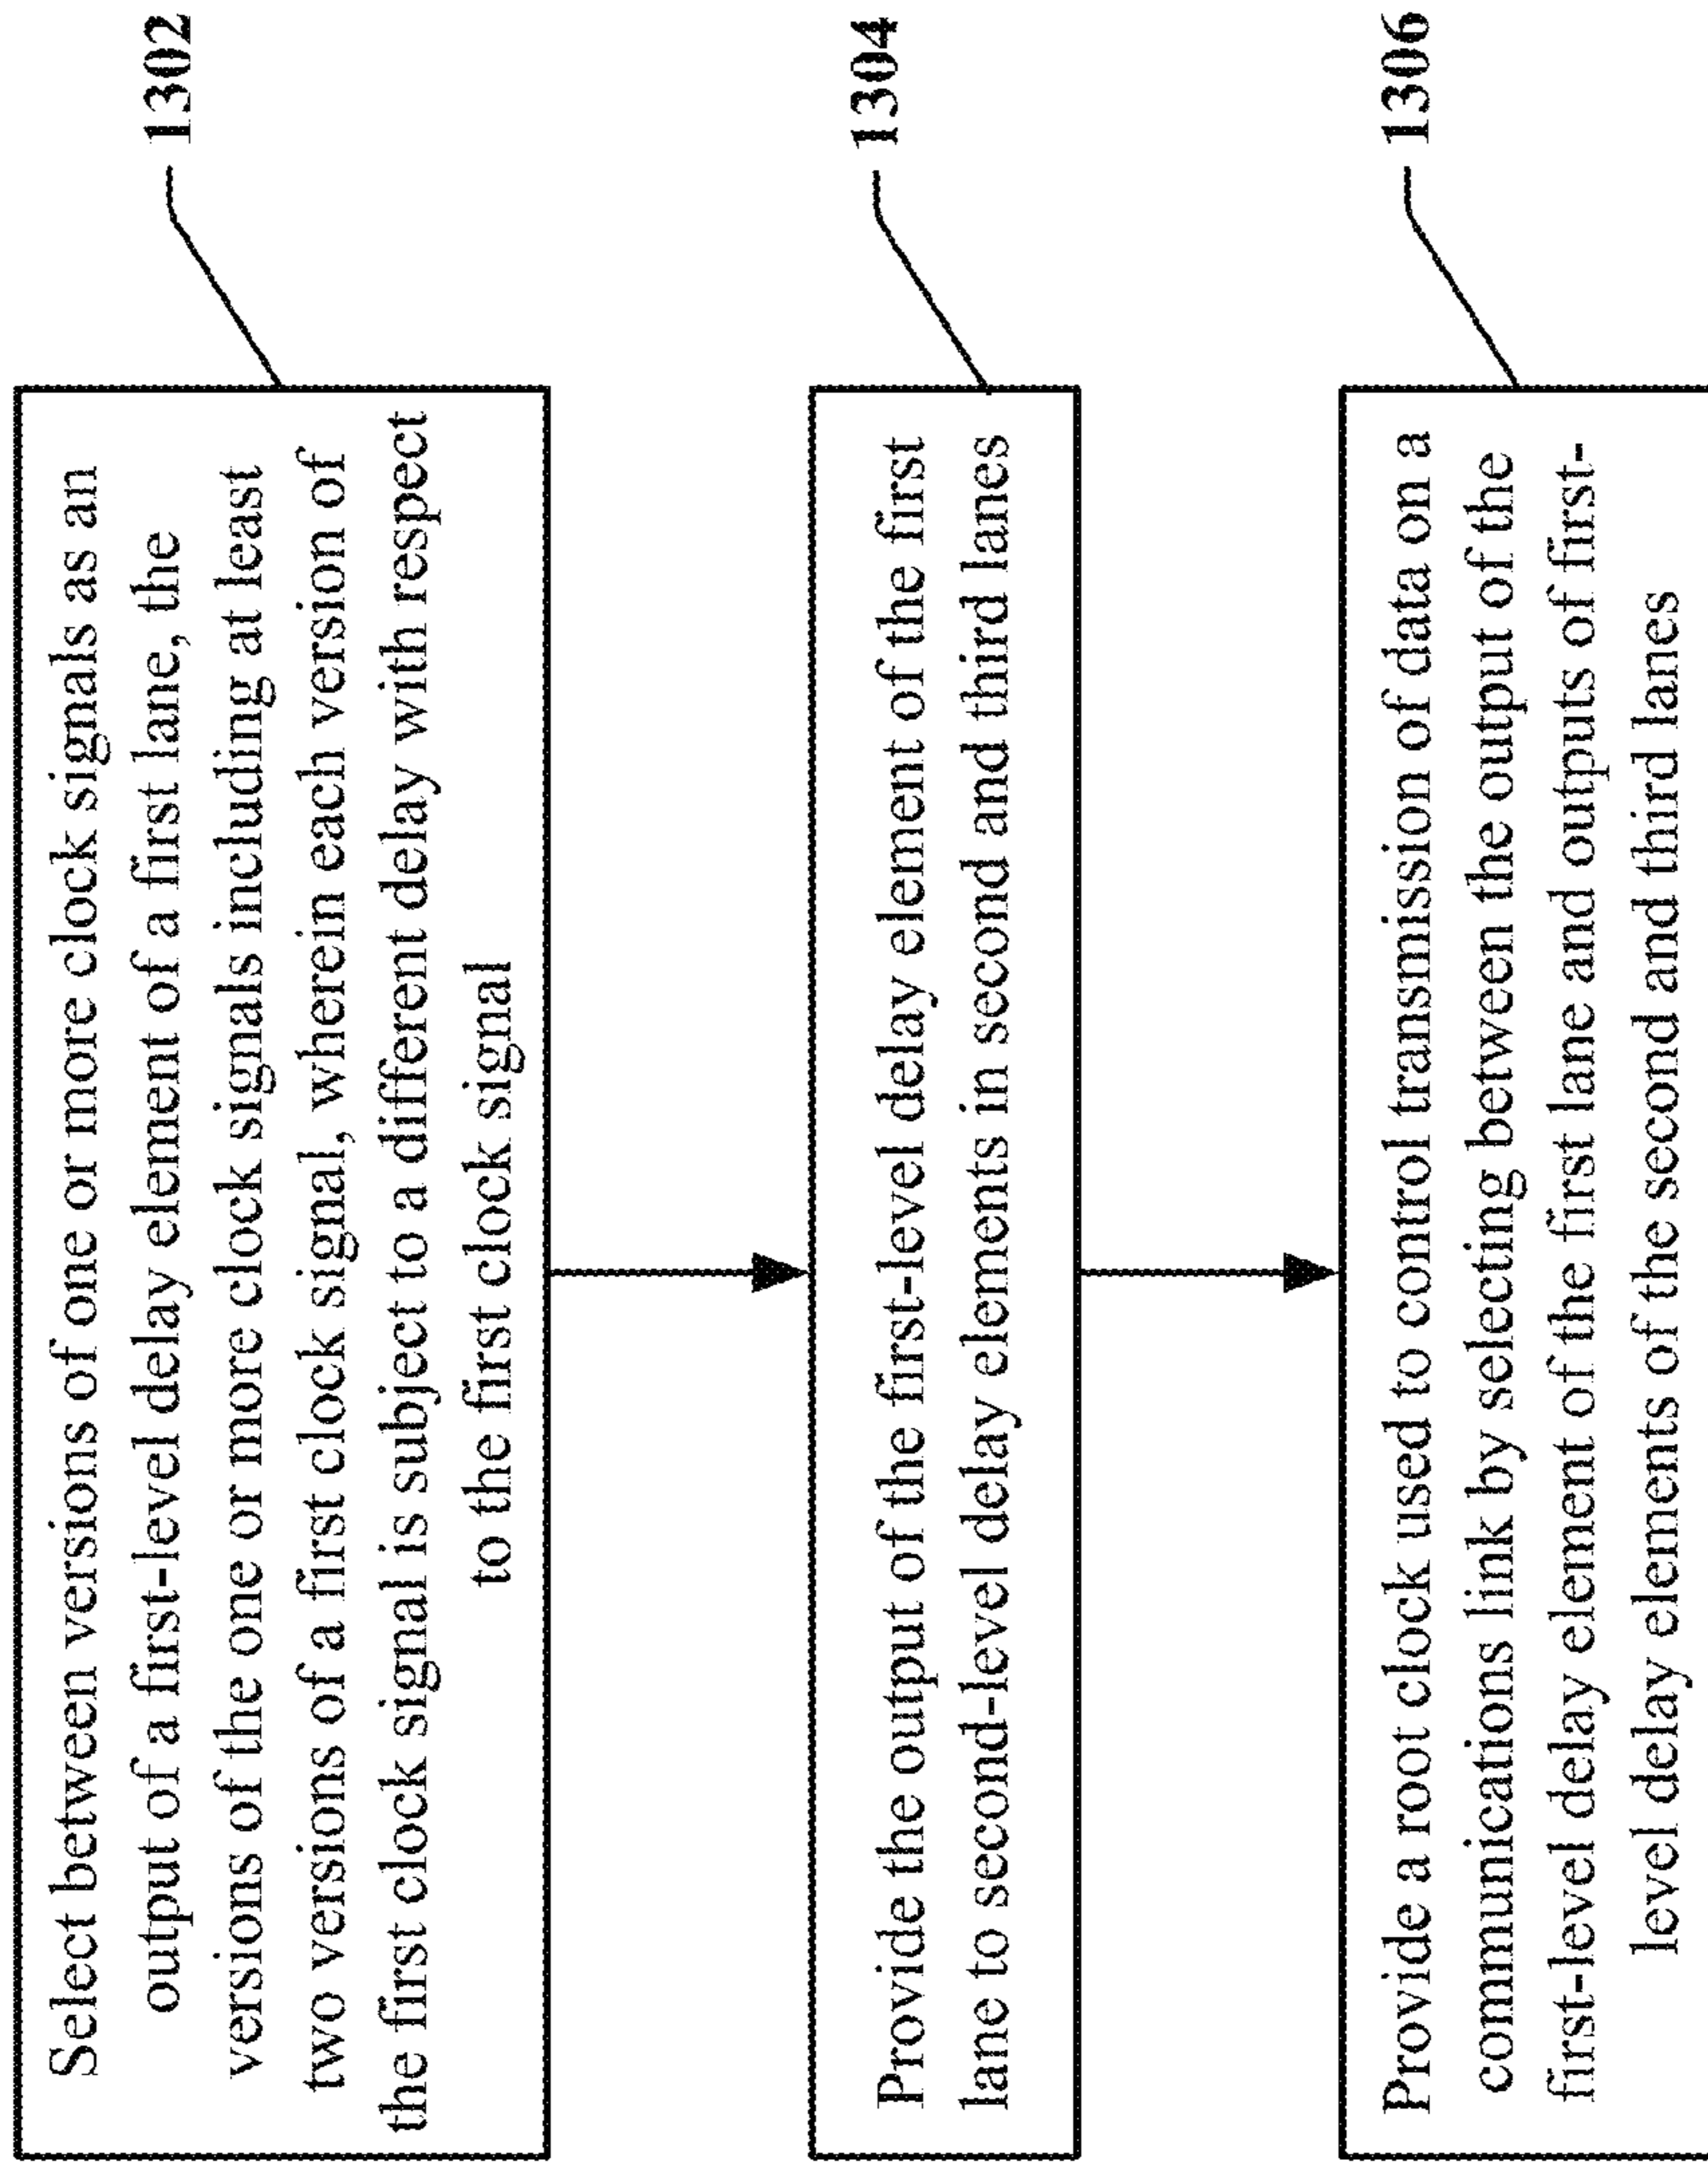 Select between versions of one or more clock signals as an
output of a first-level delay element of a first lane, the
versions of the one or more clock signals including at least
two versions of a first clock signal, wherein each version of
the first clock signal is subject to a different delay with respect
to the first clock signal
1302
Provide the output of the first-level delay element of the first
lane to second-level delay elements in second and third lanes
1304
Provide a root clock used to control transmission of data on a
communications link by selecting between the output of the
first-level delay element of the first lane and outputs of first-
level delay elements of the second and third lanes
1306